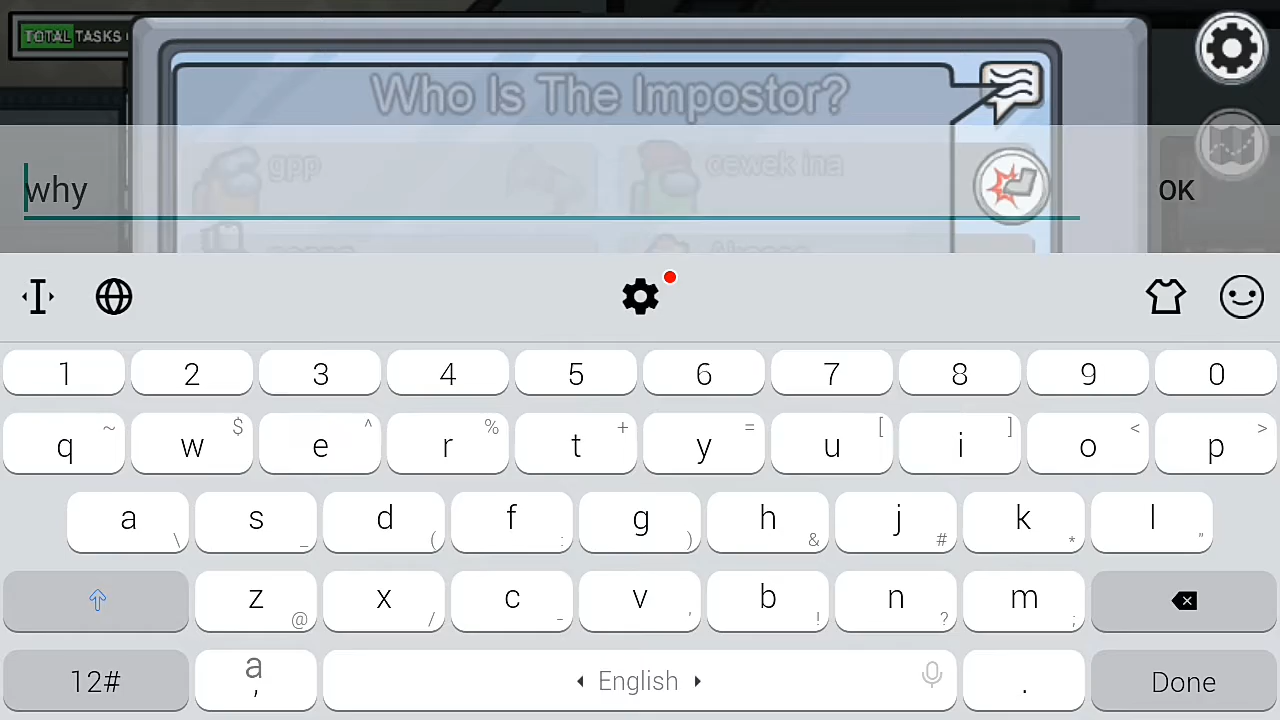 TOTAL TASKS
Who Is The Impostor?
gpp
cewek ina
why
OK
1 2 3 4 5 6 7 8 9 0
~ $ ^ % + = [ ] < >
q w e r t y u i o p
a s d f g h j k l
\ _ ( : ) & # * "
z x c v b n m
@ / - ' ! ? ;
12# a , English . Done